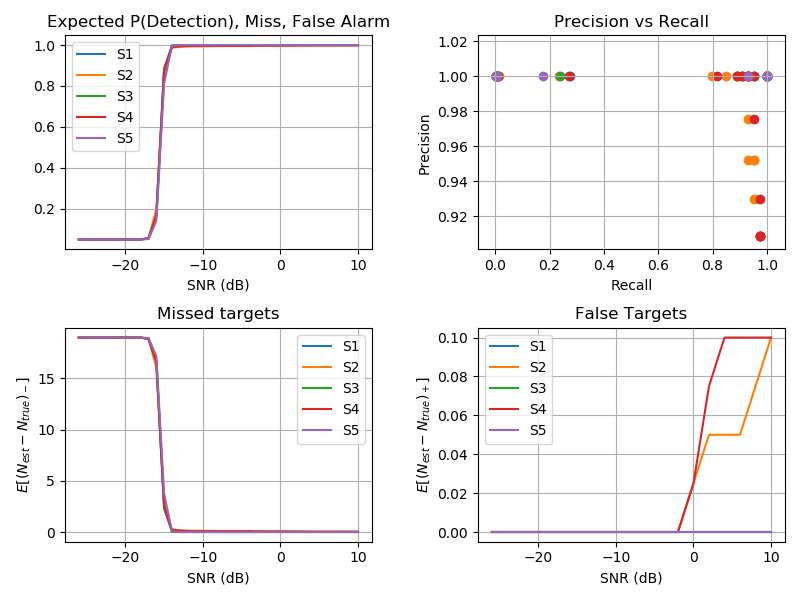 Expected P(Detection), Miss, False Alarm
1.0
0.8
0.6
0.4
0.2
S1
S2
S3
S4
S5
−20
−10
0
10
SNR (dB)
Precision vs Recall
1.02
1.00
0.98
0.96
0.94
0.92
Precision
0.0
0.2
0.4
0.6
0.8
1.0
Recall
Missed targets
15
10
5
0
E[(N_est − N_true)_−]
S1
S2
S3
S4
S5
−20
−10
0
10
SNR (dB)
False Targets
0.10
0.08
0.06
0.04
0.02
0.00
E[(N_est − N_true)_+]
S1
S2
S3
S4
S5
−20
−10
0
10
SNR (dB)